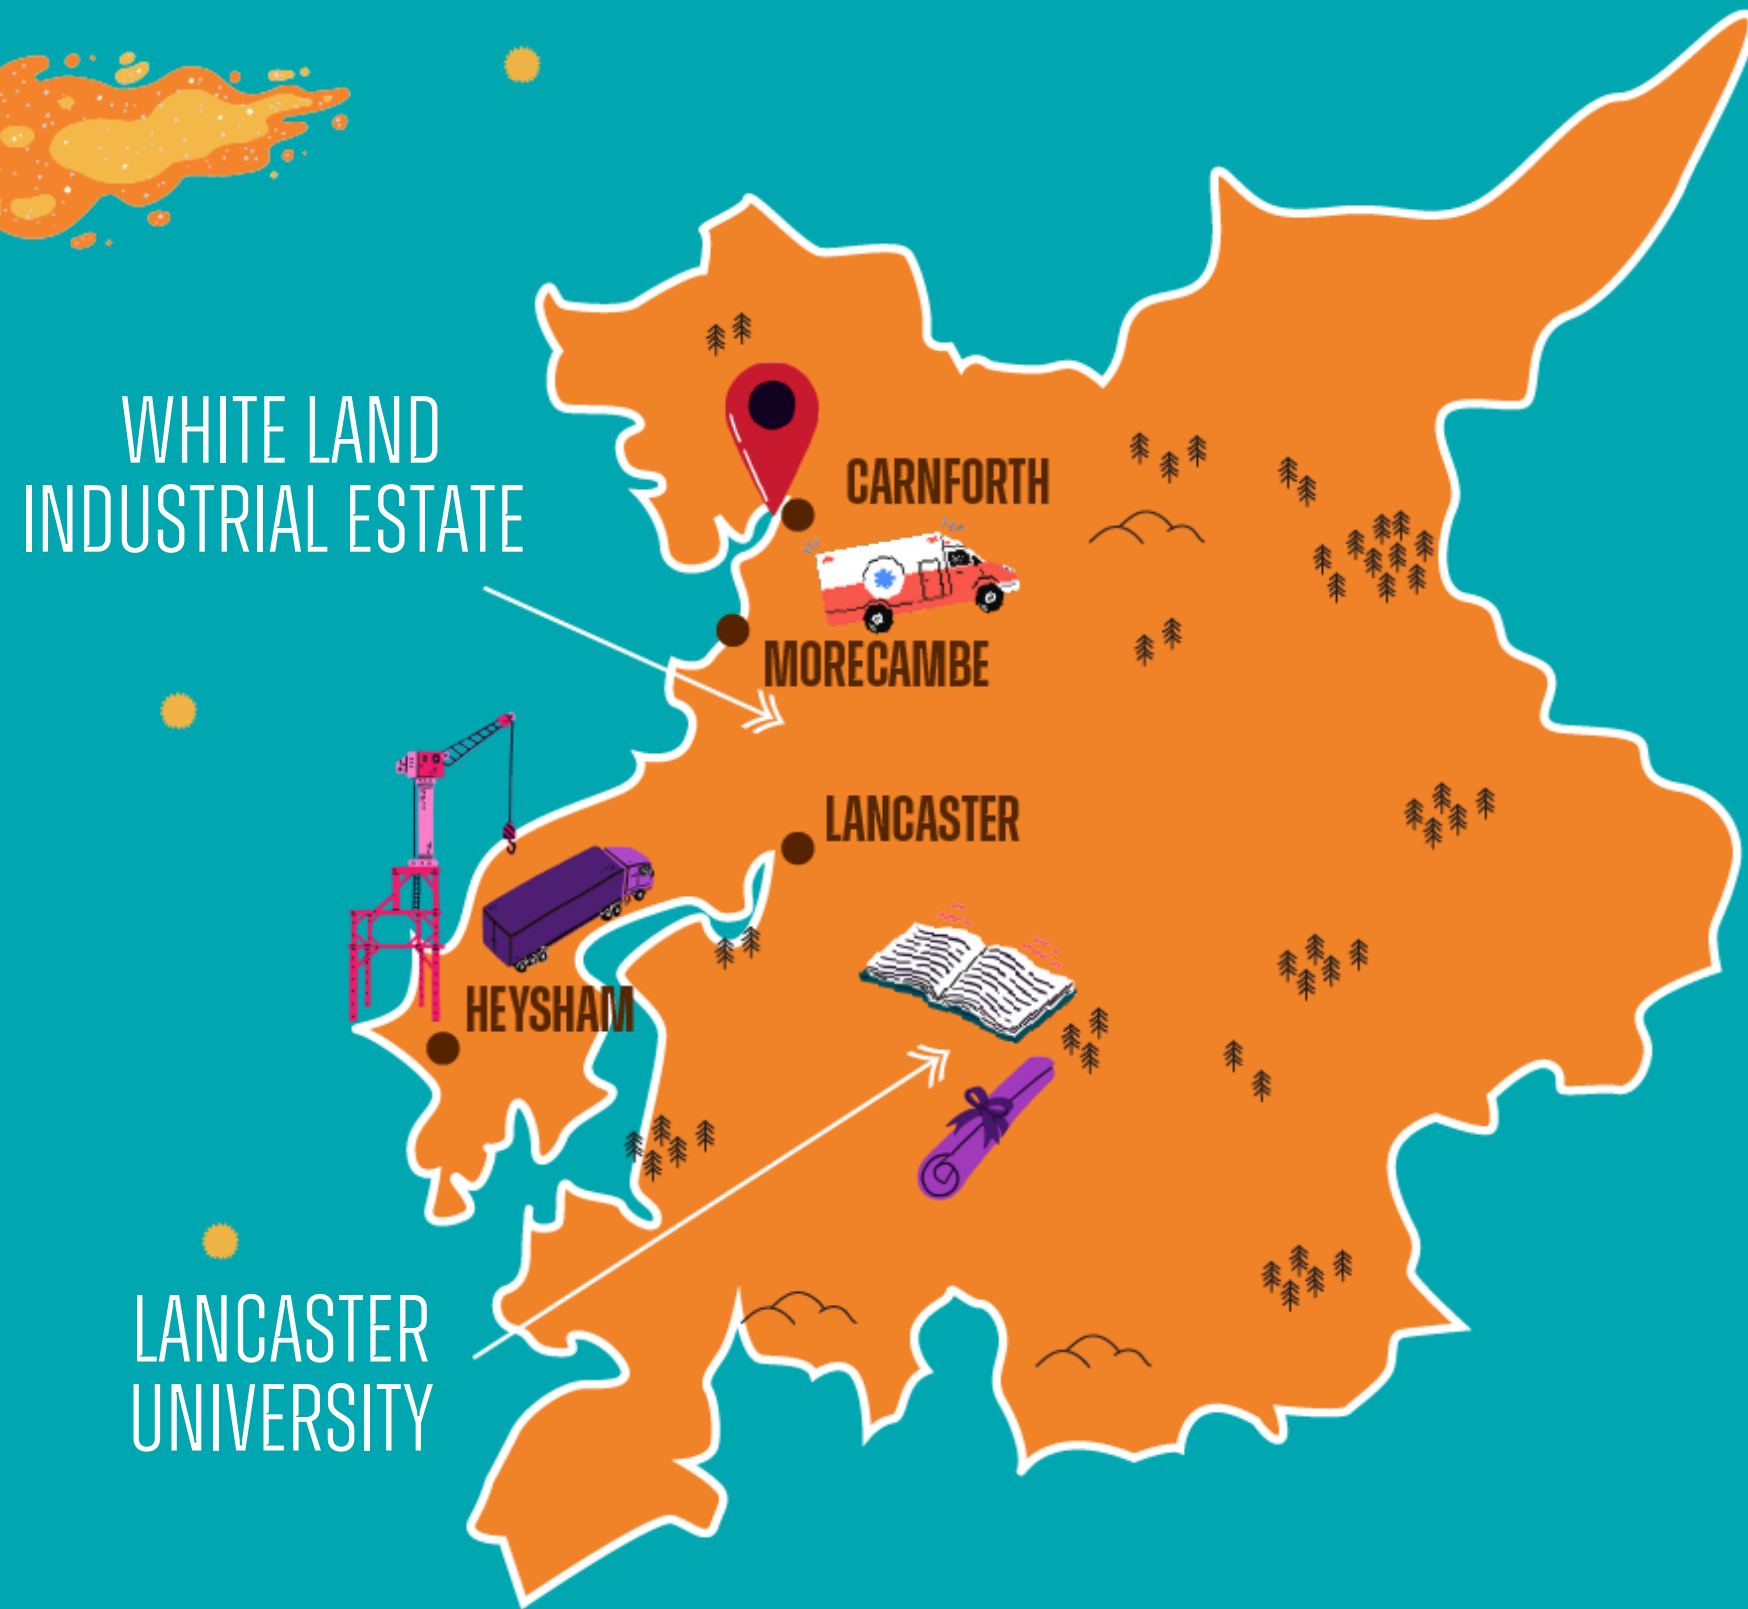 WHITE LAND
INDUSTRIAL ESTATE
CARNFORTH
MORECAMBE
LANCASTER
HEYSHAM
LANCASTER
UNIVERSITY